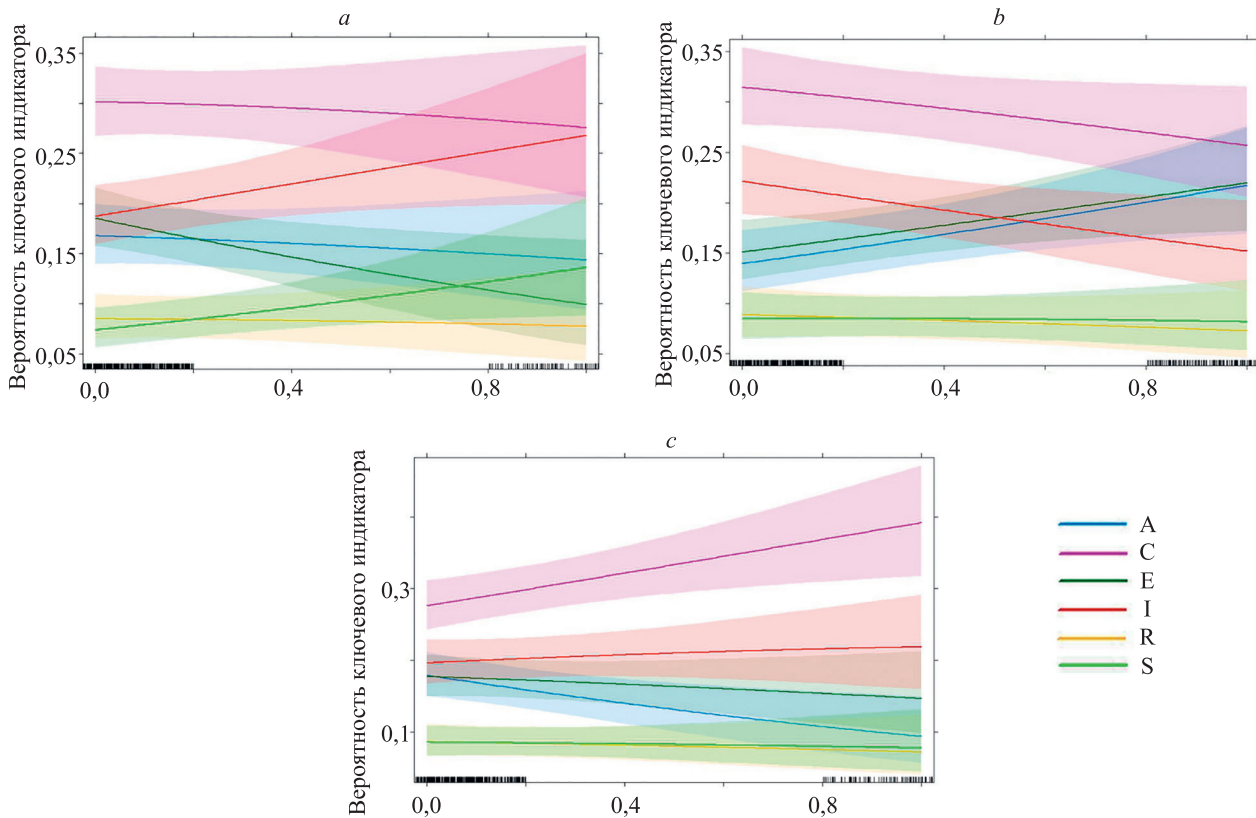 a
Вероятность ключевого индикатора
0,35
0,25
0,15
0,05
0,0
0,4
0,8
b
Вероятность ключевого индикатора
0,35
0,25
0,15
0,05
0,0
0,4
0,8
c
Вероятность ключевого индикатора
0,3
0,1
0,0
0,4
0,8
A
C
E
I
R
S